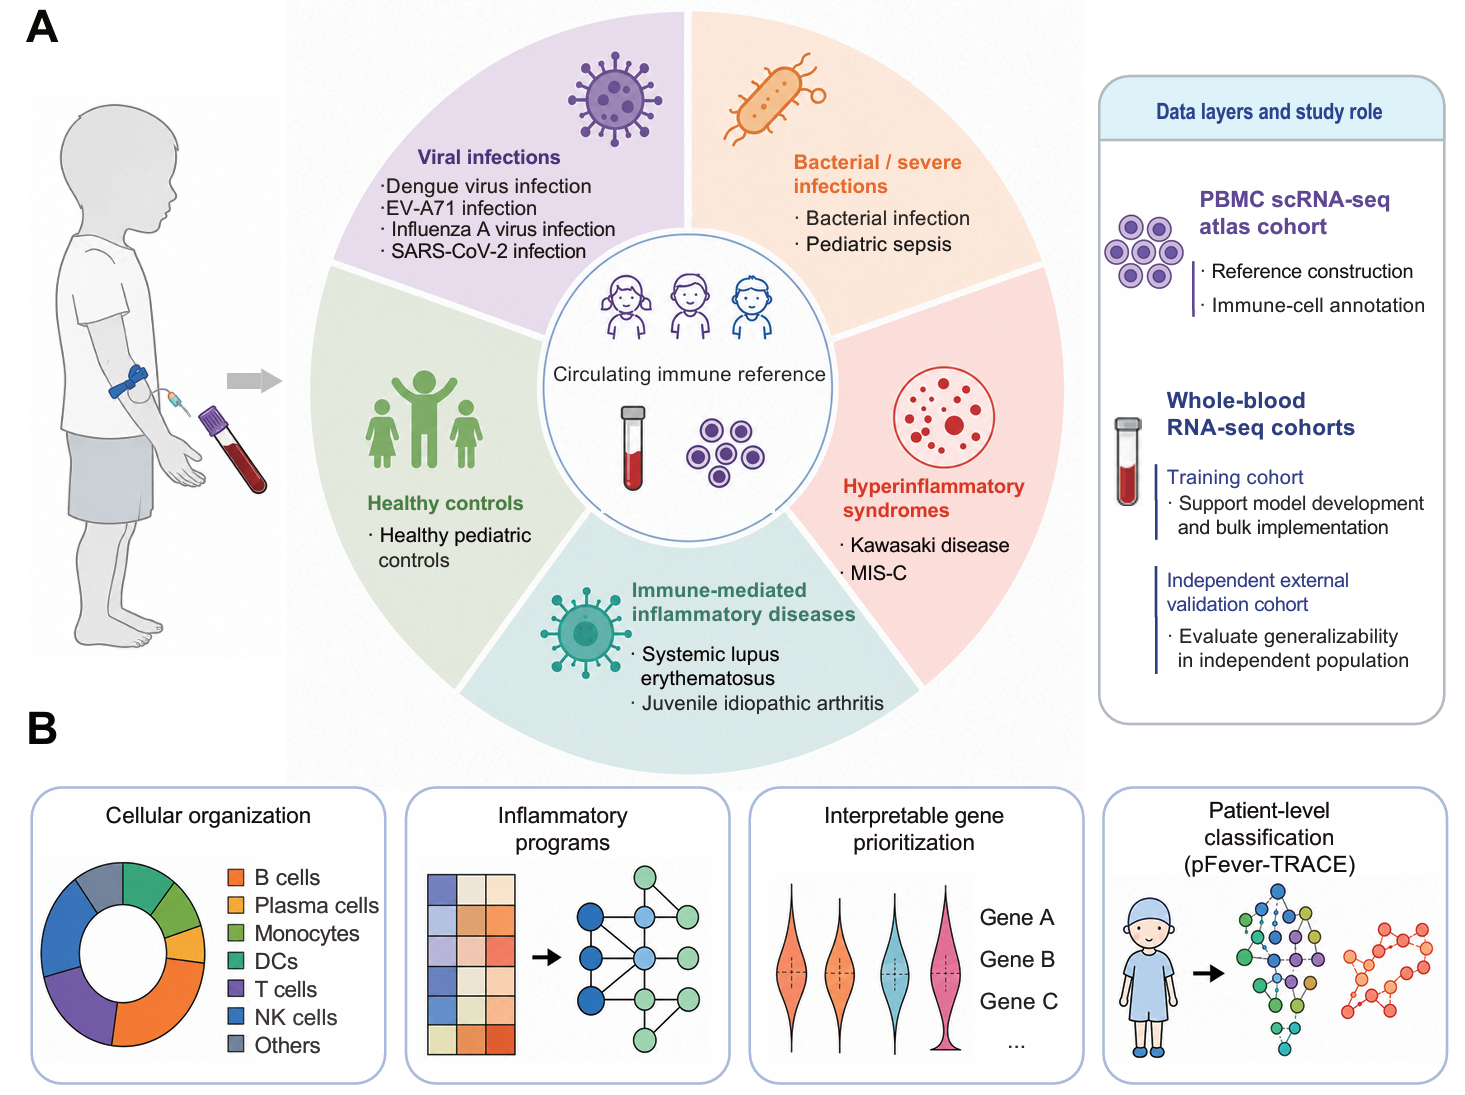 A
Viral infections
·Dengue virus infection
·EV-A71 infection
· Influenza A virus infection
· SARS-CoV-2 infection
Bacterial / severe
infections
· Bacterial infection
· Pediatric sepsis
Circulating immune reference
Healthy controls
· Healthy pediatric
controls
Hyperinflammatory
syndromes
· Kawasaki disease
· MIS-C
Immune-mediated
inflammatory diseases
· Systemic lupus
erythematosus
· Juvenile idiopathic arthritis
Data layers and study role
PBMC scRNA-seq
atlas cohort
· Reference construction
· Immune-cell annotation
Whole-blood
RNA-seq cohorts
Training cohort
· Support model development
and bulk implementation
Independent external
validation cohort
· Evaluate generalizability
in independent population
B
Cellular organization
B cells
Plasma cells
Monocytes
DCs
T cells
NK cells
Others
Inflammatory
programs
Interpretable gene
prioritization
Gene A
Gene B
Gene C
...
Patient-level
classification
(pFever-TRACE)